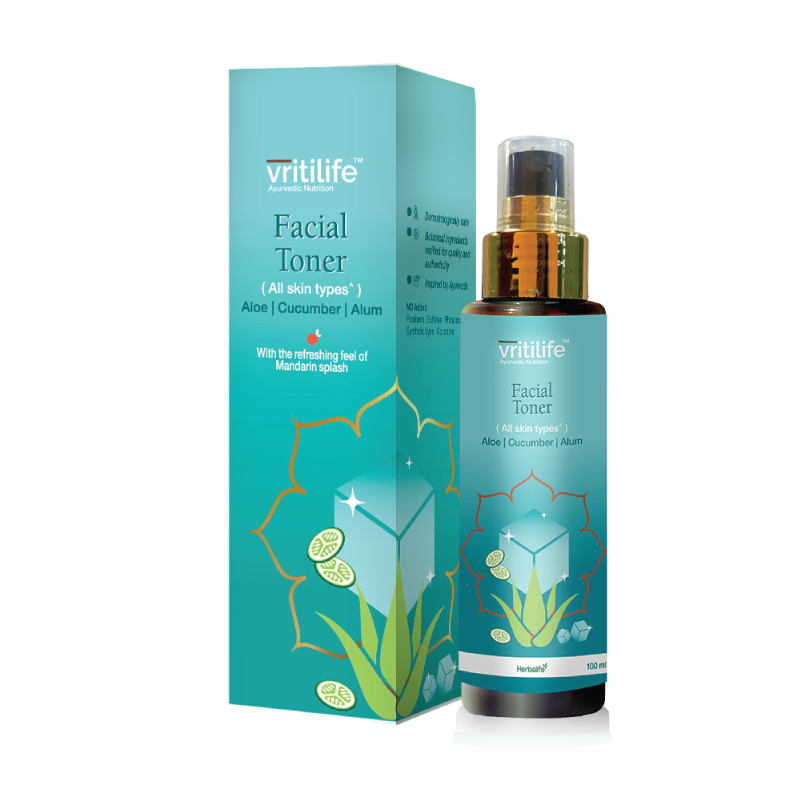 vritilife™
Ayurvedic Nutrition
Facial
Toner
( All skin types^ )
Aloe | Cucumber | Alum
With the refreshing feel of
Mandarin splash
Dermatologically safe
Botanical ingredients
verified for quality and
authenticity
Inspired by Ayurveda
NO Added
vritilife™
Ayurvedic Nutrition
Facial
Toner
( All skin types^ )
Aloe | Cucumber | Alum
Herbalife
100 ml